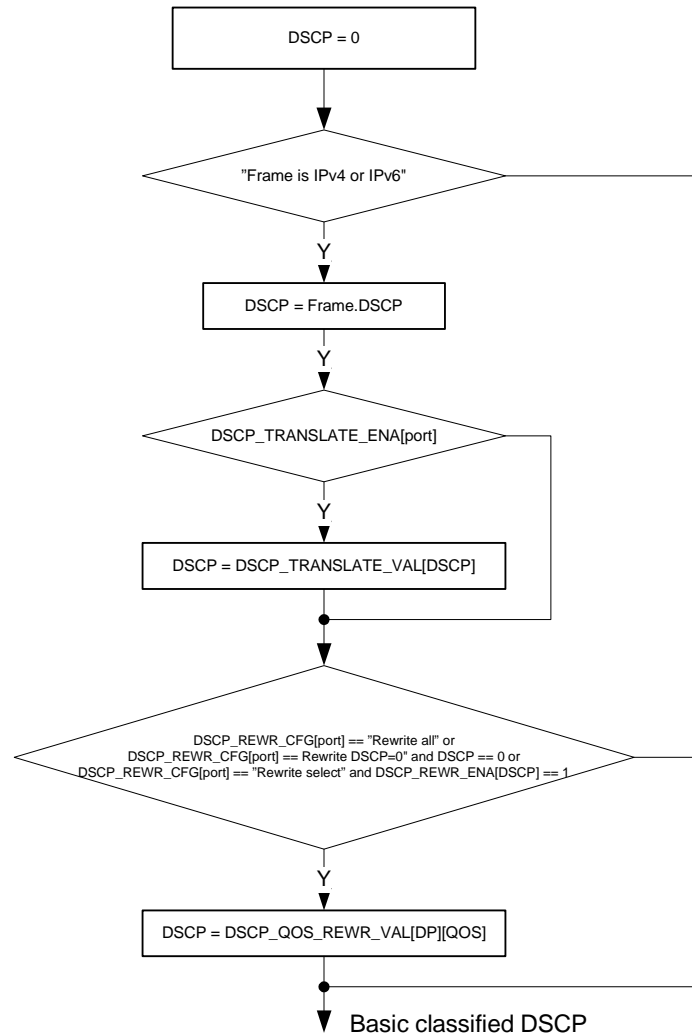 DSCP = 0
"Frame is IPv4 or IPv6"
Y
DSCP = Frame.DSCP
Y
DSCP_TRANSLATE_ENA[port]
Y
DSCP = DSCP_TRANSLATE_VAL[DSCP]
DSCP_REWR_CFG[port] == ”Rewrite all” or
DSCP_REWR_CFG[port] == Rewrite DSCP=0" and DSCP == 0 or
DSCP_REWR_CFG[port] == ”Rewrite select” and DSCP_REWR_ENA[DSCP] == 1
Y
DSCP = DSCP_QOS_REWR_VAL[DP][QOS]
Basic classified DSCP